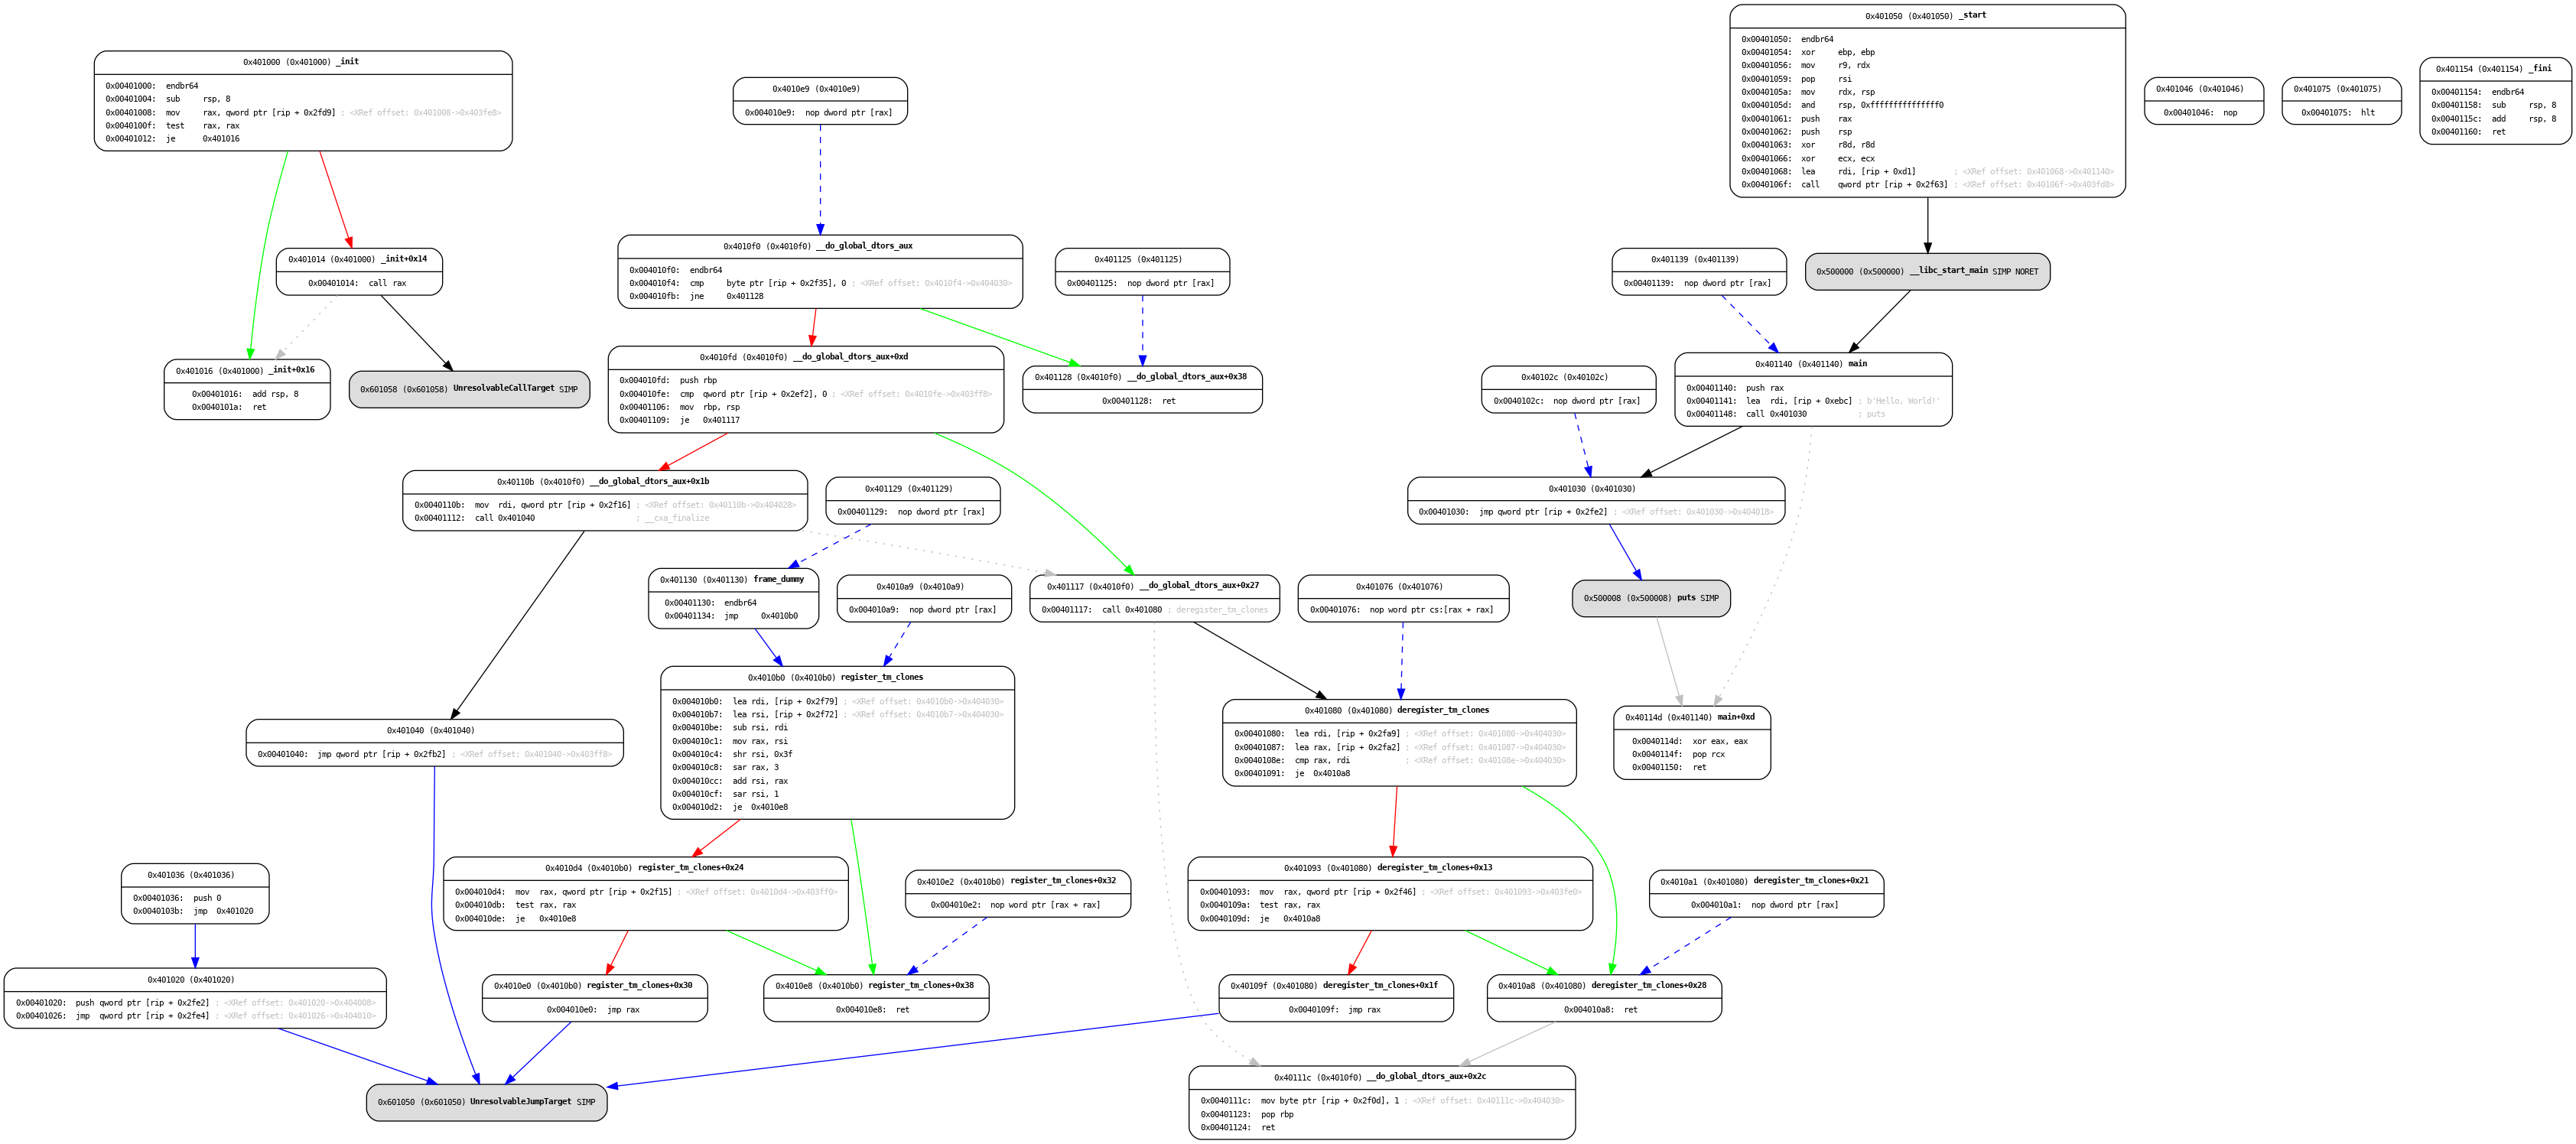 0x401050 (0x401050) _start
0x00401050: endbr64
0x00401054: xor ebp, ebp
0x00401056: mov r9, rdx
0x00401059: pop rsi
0x0040105a: mov rdx, rsp
0x0040105d: and rsp, 0xfffffffffffffff0
0x00401061: push rax
0x00401062: push rsp
0x00401063: xor r8d, r8d
0x00401066: xor ecx, ecx
0x00401068: lea rdi, [rip + 0xd1] ; <XRef offset: 0x401068->0x401140>
0x0040106f: call qword ptr [rip + 0x2f63] ; <XRef offset: 0x40106f->0x403fd8>
0x401000 (0x401000) _init
0x00401000: endbr64
0x00401004: sub rsp, 8
0x00401008: mov rax, qword ptr [rip + 0x2fd9] ; <XRef offset: 0x401008->0x403fe8>
0x0040100f: test rax, rax
0x00401012: je 0x401016
0x4010e9 (0x4010e9)
0x004010e9: nop dword ptr [rax]
0x401046 (0x401046)
0x00401046: nop
0x401075 (0x401075)
0x00401075: hlt
0x401154 (0x401154) _fini
0x00401154: endbr64
0x00401158: sub rsp, 8
0x0040115c: add rsp, 8
0x00401160: ret
0x401014 (0x401000) _init+0x14
0x00401014: call rax
0x4010f0 (0x4010f0) __do_global_dtors_aux
0x004010f0: endbr64
0x004010f4: cmp byte ptr [rip + 0x2f35], 0 ; <XRef offset: 0x4010f4->0x404030>
0x004010fb: jne 0x401128
0x401125 (0x401125)
0x00401125: nop dword ptr [rax]
0x401139 (0x401139)
0x00401139: nop dword ptr [rax]
0x500000 (0x500000) __libc_start_main SIMP NORET
0x401016 (0x401000) _init+0x16
0x00401016: add rsp, 8
0x0040101a: ret
0x601058 (0x601058) UnresolvableCallTarget SIMP
0x4010fd (0x4010f0) __do_global_dtors_aux+0xd
0x004010fd: push rbp
0x004010fe: cmp qword ptr [rip + 0x2ef2], 0 ; <XRef offset: 0x4010fe->0x403ff8>
0x00401106: mov rbp, rsp
0x00401109: je 0x401117
0x401128 (0x4010f0) __do_global_dtors_aux+0x38
0x00401128: ret
0x40102c (0x40102c)
0x0040102c: nop dword ptr [rax]
0x401140 (0x401140) main
0x00401140: push rax
0x00401141: lea rdi, [rip + 0xebc] ; b'Hello, World!'
0x00401148: call 0x401030 ; puts
0x40110b (0x4010f0) __do_global_dtors_aux+0x1b
0x0040110b: mov rdi, qword ptr [rip + 0x2f16] ; <XRef offset: 0x40110b->0x404028>
0x00401112: call 0x401040 ; __cxa_finalize
0x401129 (0x401129)
0x00401129: nop dword ptr [rax]
0x401030 (0x401030)
0x00401030: jmp qword ptr [rip + 0x2fe2] ; <XRef offset: 0x401030->0x404018>
0x401130 (0x401130) frame_dummy
0x00401130: endbr64
0x00401134: jmp 0x4010b0
0x4010a9 (0x4010a9)
0x004010a9: nop dword ptr [rax]
0x401117 (0x4010f0) __do_global_dtors_aux+0x27
0x00401117: call 0x401080 ; deregister_tm_clones
0x401076 (0x401076)
0x00401076: nop word ptr cs:[rax + rax]
0x500008 (0x500008) puts SIMP
0x4010b0 (0x4010b0) register_tm_clones
0x004010b0: lea rdi, [rip + 0x2f79] ; <XRef offset: 0x4010b0->0x404030>
0x004010b7: lea rsi, [rip + 0x2f72] ; <XRef offset: 0x4010b7->0x404030>
0x004010be: sub rsi, rdi
0x004010c1: mov rax, rsi
0x004010c4: shr rsi, 0x3f
0x004010c8: sar rax, 3
0x004010cc: add rsi, rax
0x004010cf: sar rsi, 1
0x004010d2: je 0x4010e8
0x401040 (0x401040)
0x00401040: jmp qword ptr [rip + 0x2fb2] ; <XRef offset: 0x401040->0x403ff8>
0x401080 (0x401080) deregister_tm_clones
0x00401080: lea rdi, [rip + 0x2fa9] ; <XRef offset: 0x401080->0x404030>
0x00401087: lea rax, [rip + 0x2fa2] ; <XRef offset: 0x401087->0x404030>
0x0040108e: cmp rax, rdi ; <XRef offset: 0x40108e->0x404030>
0x00401091: je 0x4010a8
0x40114d (0x401140) main+0xd
0x0040114d: xor eax, eax
0x0040114f: pop rcx
0x00401150: ret
0x401036 (0x401036)
0x00401036: push 0
0x0040103b: jmp 0x401020
0x4010d4 (0x4010b0) register_tm_clones+0x24
0x004010d4: mov rax, qword ptr [rip + 0x2f15] ; <XRef offset: 0x4010d4->0x403ff0>
0x004010db: test rax, rax
0x004010de: je 0x4010e8
0x4010e2 (0x4010b0) register_tm_clones+0x32
0x004010e2: nop word ptr [rax + rax]
0x401093 (0x401080) deregister_tm_clones+0x13
0x00401093: mov rax, qword ptr [rip + 0x2f46] ; <XRef offset: 0x401093->0x403fe0>
0x0040109a: test rax, rax
0x0040109d: je 0x4010a8
0x4010a1 (0x401080) deregister_tm_clones+0x21
0x004010a1: nop dword ptr [rax]
0x401020 (0x401020)
0x00401020: push qword ptr [rip + 0x2fe2] ; <XRef offset: 0x401020->0x404008>
0x00401026: jmp qword ptr [rip + 0x2fe4] ; <XRef offset: 0x401026->0x404010>
0x4010e0 (0x4010b0) register_tm_clones+0x30
0x004010e0: jmp rax
0x4010e8 (0x4010b0) register_tm_clones+0x38
0x004010e8: ret
0x40109f (0x401080) deregister_tm_clones+0x1f
0x0040109f: jmp rax
0x4010a8 (0x401080) deregister_tm_clones+0x28
0x004010a8: ret
0x601050 (0x601050) UnresolvableJumpTarget SIMP
0x40111c (0x4010f0) __do_global_dtors_aux+0x2c
0x0040111c: mov byte ptr [rip + 0x2f0d], 1 ; <XRef offset: 0x40111c->0x404030>
0x00401123: pop rbp
0x00401124: ret